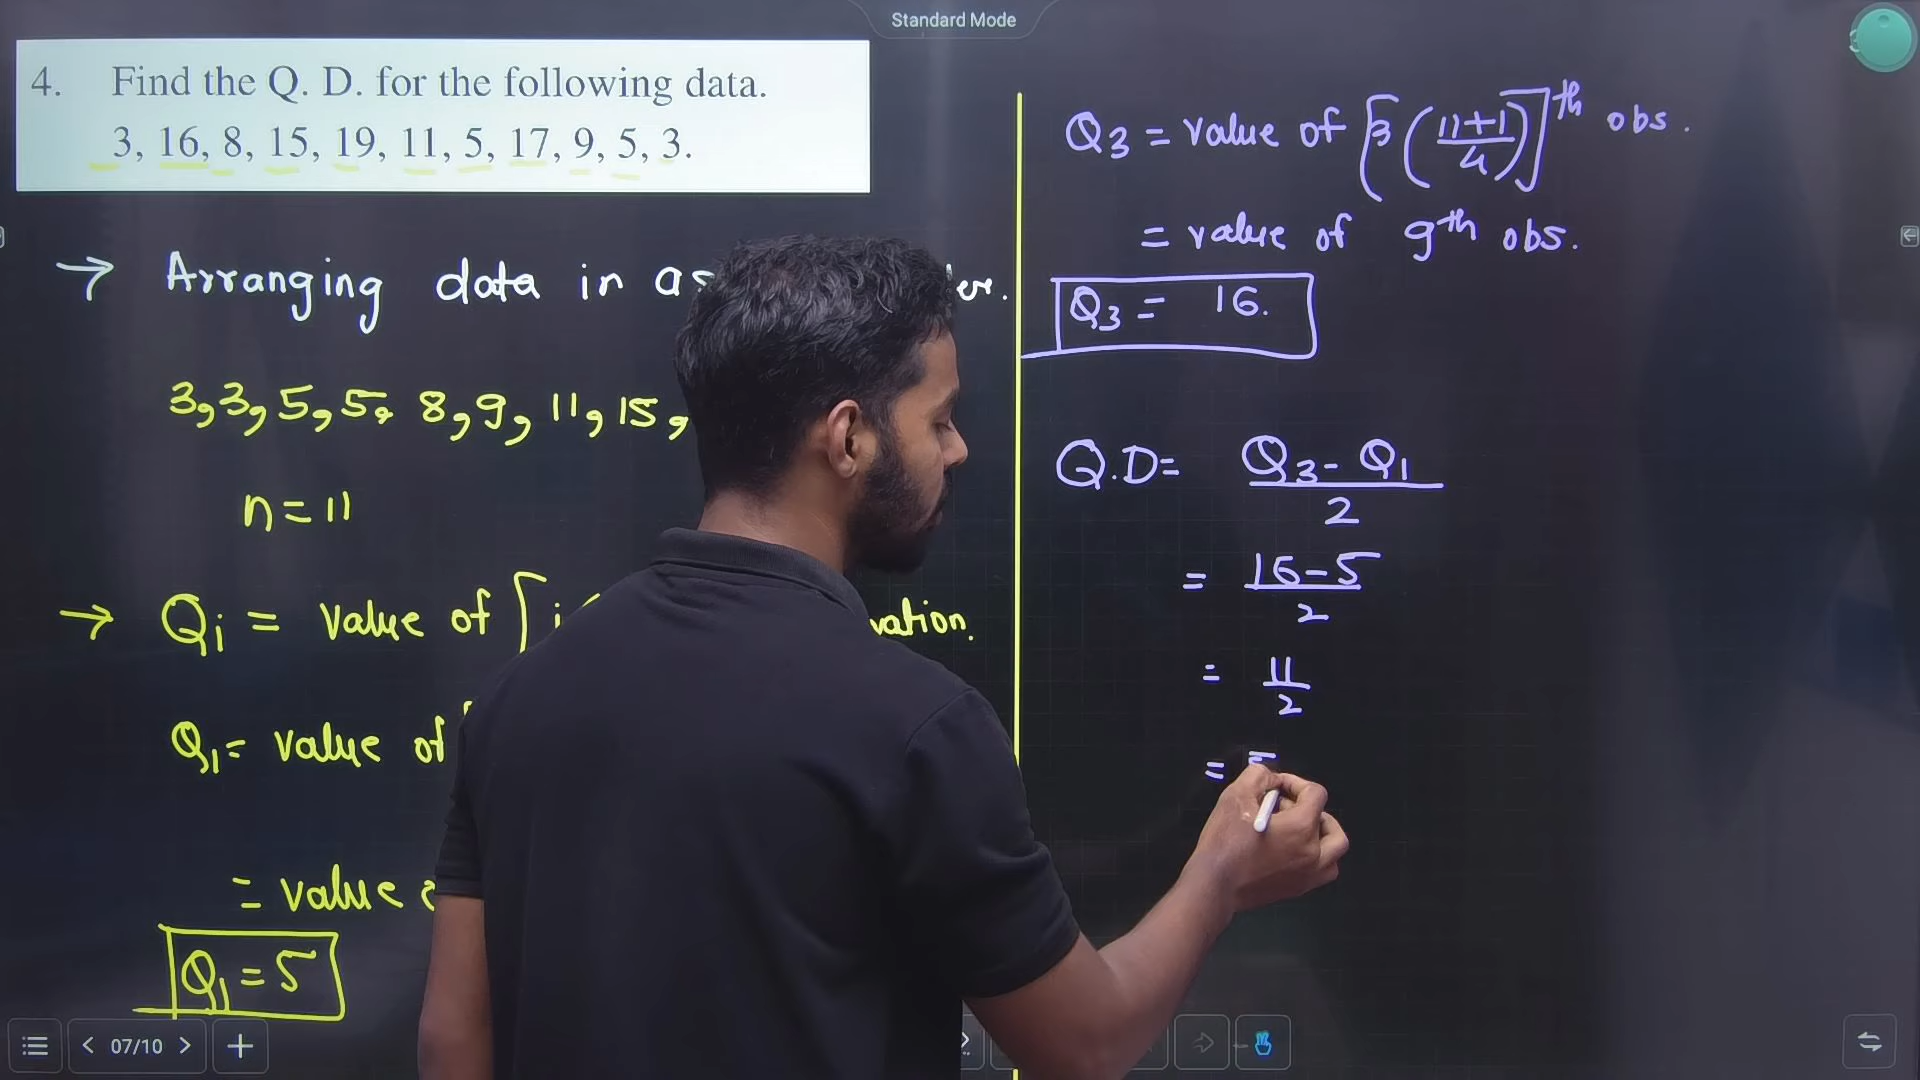 Standard Mode
4. Find the Q. D. for the following data.
3, 16, 8, 15, 19, 11, 5, 17, 9, 5, 3.
→ Arranging data in as er.
3, 3, 5, 5, 8, 9, 11, 15,
n = 11
→ Qi = value of [ i ( vation.
Q1 = value of
= value
Q1 = 5
07/10
Q3 = value of [3 (11+1/4)]th obs.
= value of 9th obs.
Q3 = 16.
Q.D = Q3 - Q1 / 2
= 16 - 5 / 2
= 11/2
= 5